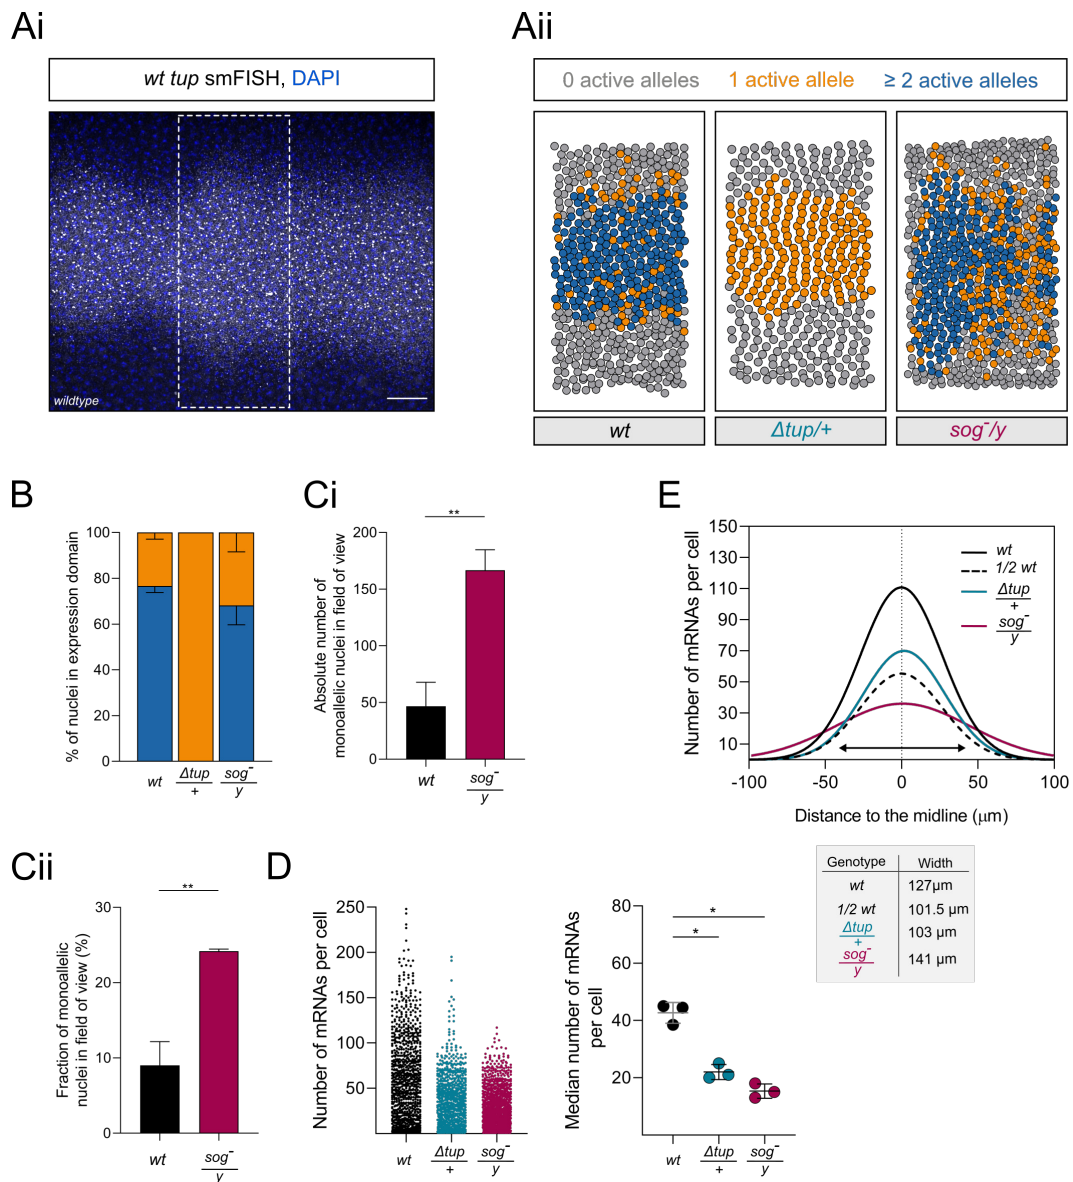 Ai
wt tup smFISH, DAPI
wildtype
Aii
0 active alleles 1 active allele ≥ 2 active alleles
wt
Δtup/+
sog⁻/y
B
% of nuclei in expression domain
100
80
60
40
20
0
wt
Δtup
+
sog⁻
y
Ci
Absolute number of
monoallelic nuclei in field of view
**
200
150
100
50
0
wt
sog⁻
y
E
Number of mRNAs per cell
150
130
110
90
70
50
30
10
wt
1/2 wt
Δtup
+
sog⁻
y
-100 -50 0 50 100
Distance to the midline (μm)
Genotype Width
wt 127μm
1/2 wt 101.5 μm
Δtup
+
103 μm
sog⁻
y
141 μm
Cii
Fraction of monoallelic
nuclei in field of view (%)
**
30
20
10
0
wt
sog⁻
y
D
Number of mRNAs per cell
250
200
150
100
50
wt
Δtup
+
sog⁻
y
Median number of mRNAs
per cell
80
60
40
20
*
*
wt
Δtup
+
sog⁻
y